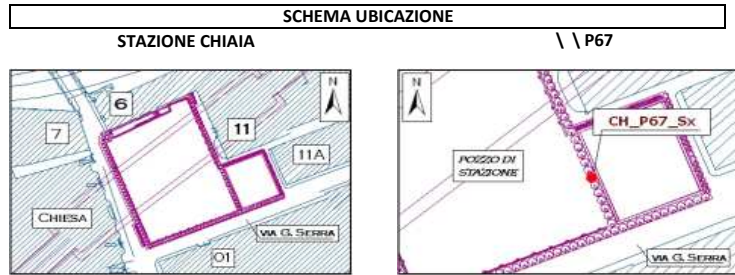 SCHEMA UBICAZIONE
STAZIONE CHIAIA
\ \ P67
N
6
7
11
11A
CHIESA
VIA G. SERRA
O1
N
CH_P67_Sx
POZZO DI
STAZIONE
VIA G. SERRA